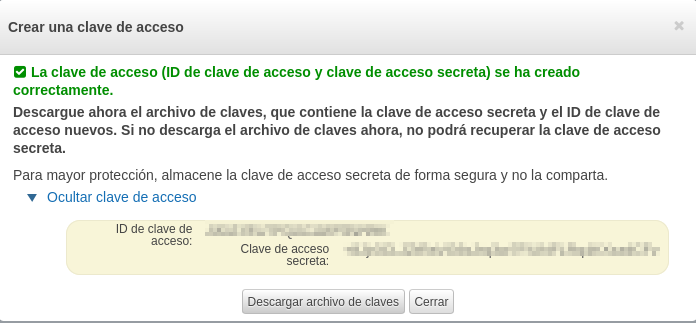 Crear una clave de acceso
La clave de acceso (ID de clave de acceso y clave de acceso secreta) se ha creado
correctamente.
Descargue ahora el archivo de claves, que contiene la clave de acceso secreta y el ID de clave de
acceso nuevos. Si no descarga el archivo de claves ahora, no podrá recuperar la clave de acceso
secreta.
Para mayor protección, almacene la clave de acceso secreta de forma segura y no la comparta.
Ocultar clave de acceso
ID de clave de
acceso:
Clave de acceso
secreta:
Descargar archivo de claves Cerrar